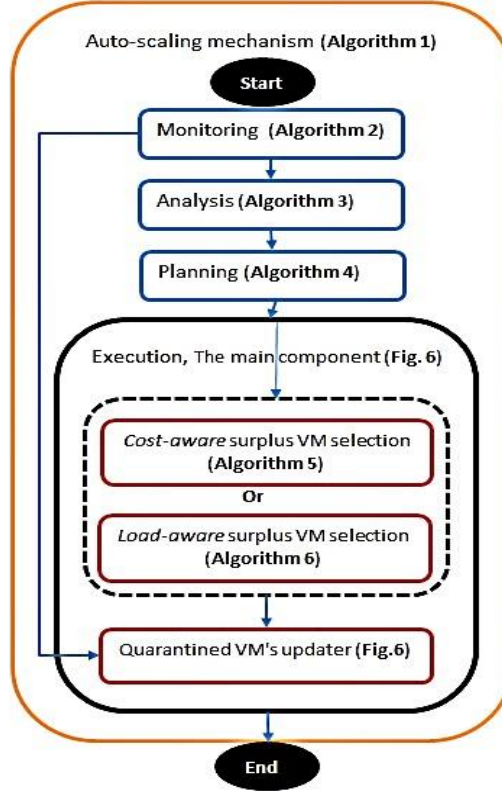 Auto-scaling mechanism (Algorithm 1)
Start
Monitoring (Algorithm 2)
Analysis (Algorithm 3)
Planning (Algorithm 4)
Execution, The main component (Fig. 6)
Cost-aware surplus VM selection
(Algorithm 5)
Or
Load-aware surplus VM selection
(Algorithm 6)
Quarantined VM's updater (Fig.6)
End